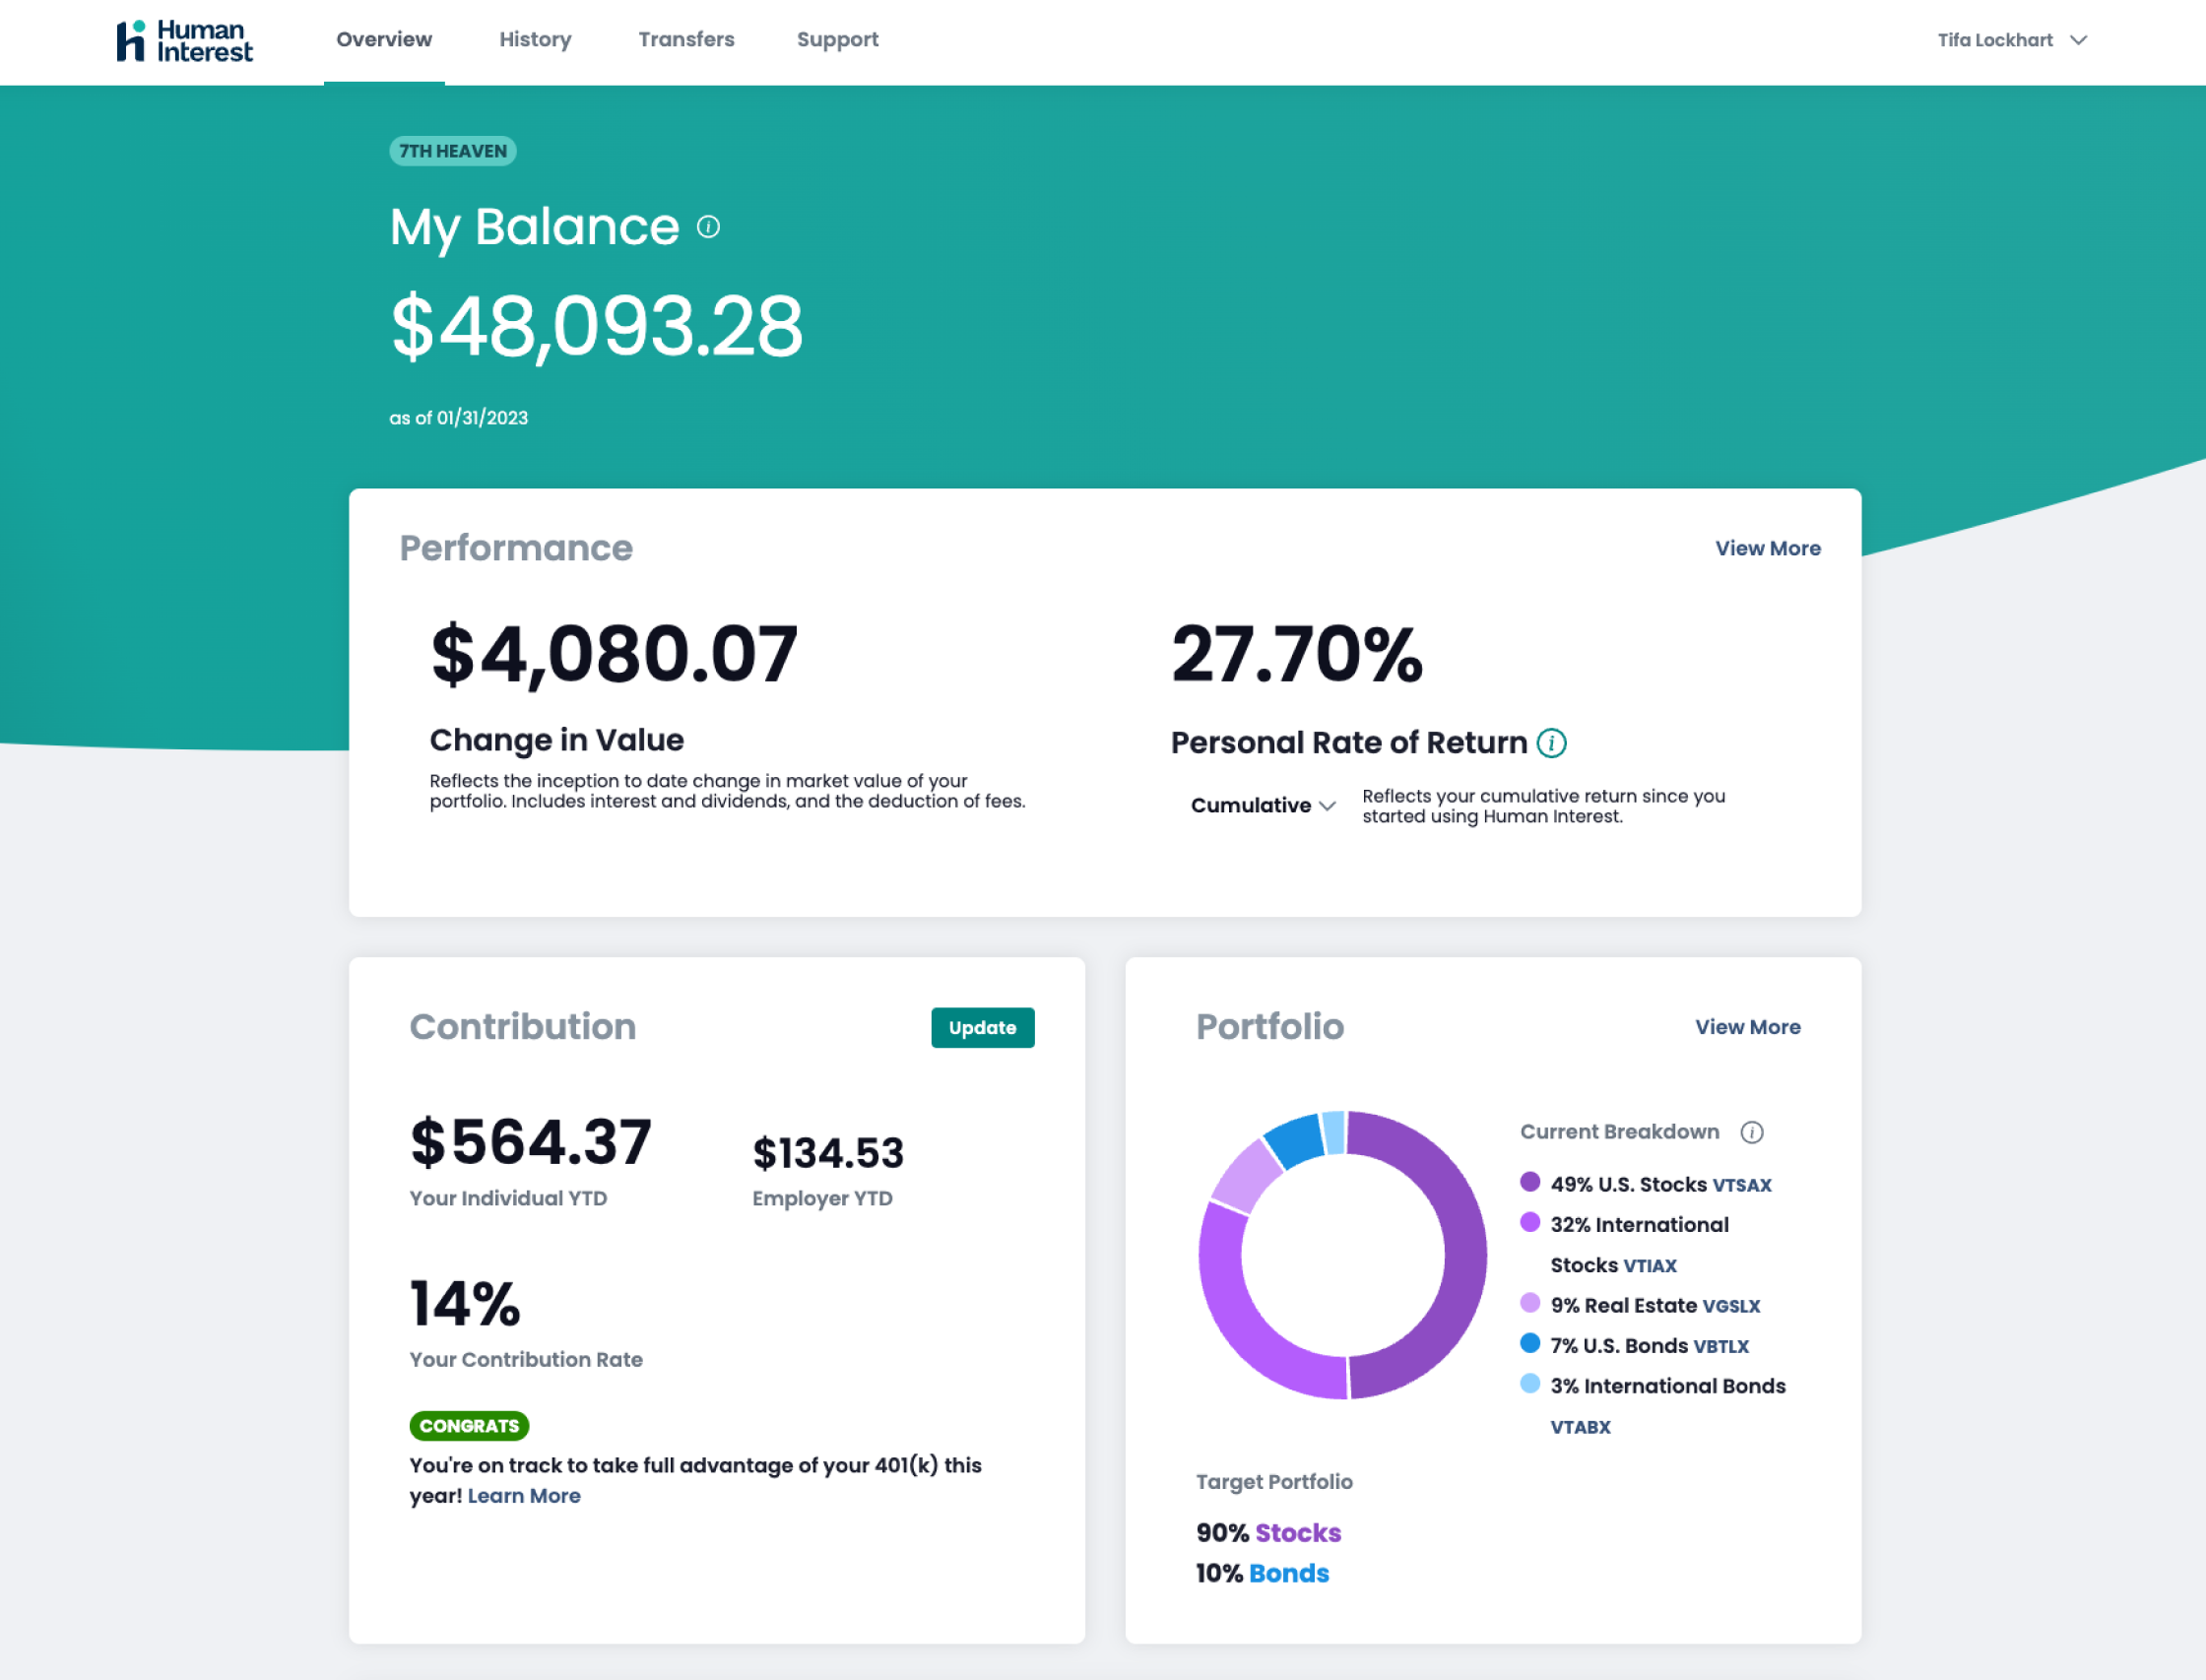 Human
Interest
Overview
History
Transfers
Support
Tifa Lockhart
7TH HEAVEN
My Balance
$48,093.28
as of 01/31/2023
Performance
View More
$4,080.07
Change in Value
Reflects the inception to date change in market value of your
portfolio. Includes interest and dividends, and the deduction of fees.
27.70%
Personal Rate of Return
Cumulative
Reflects your cumulative return since you
started using Human Interest.
Contribution
Update
$564.37
Your Individual YTD
$134.53
Employer YTD
14%
Your Contribution Rate
CONGRATS
You're on track to take full advantage of your 401(k) this
year! Learn More
Portfolio
View More
Current Breakdown
49% U.S. Stocks VTSAX
32% International
Stocks VTIAX
9% Real Estate VGSLX
7% U.S. Bonds VBTLX
3% International Bonds
VTABX
Target Portfolio
90% Stocks
10% Bonds